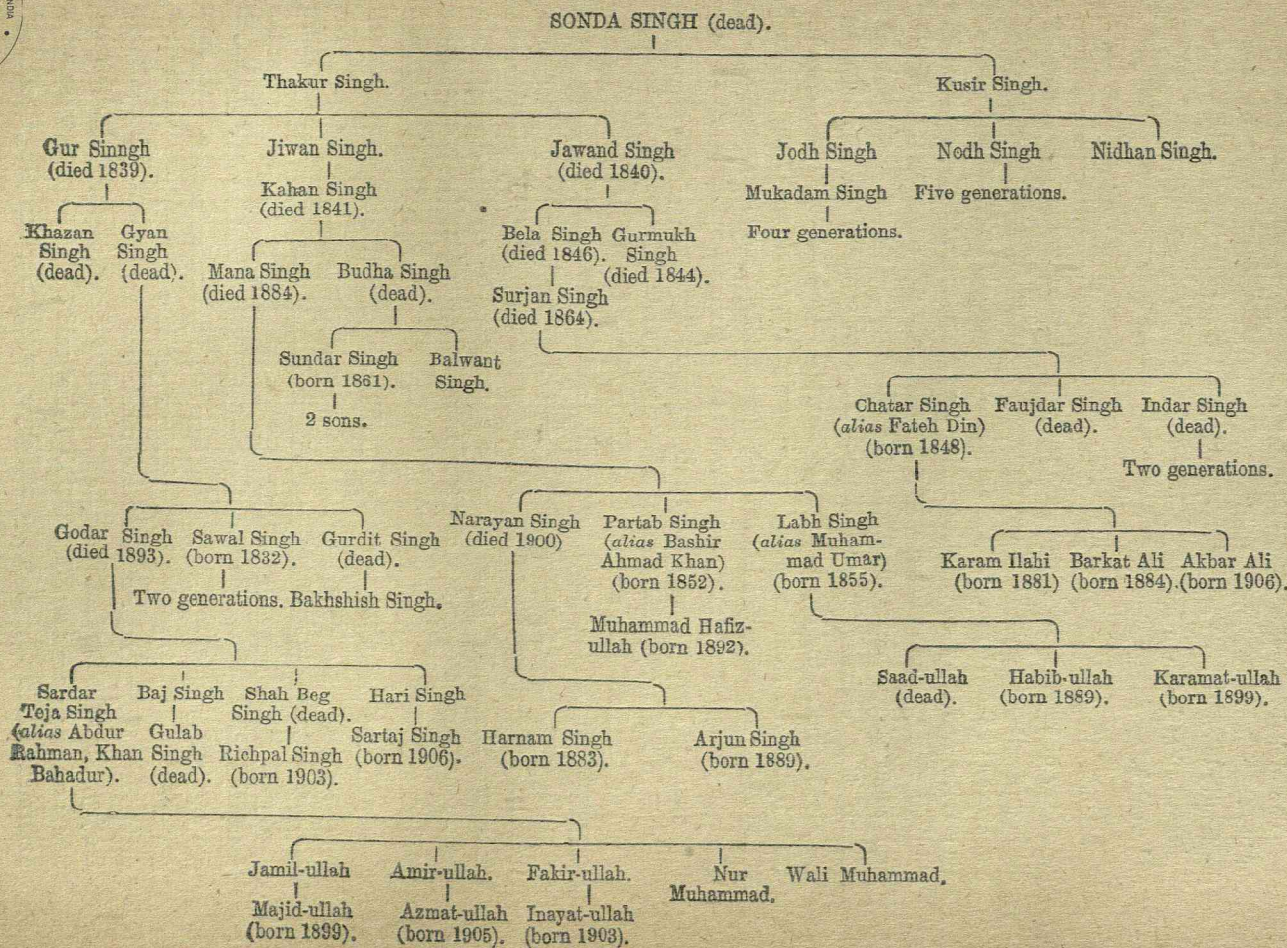 SONDA SINGH (dead).
Thakur Singh.
Kusir Singh.
Gur Sinngh
(died 1839).
Jiwan Singh.
Kahan Singh
(died 1841).
Jawand Singh
(died 1840).
Jodh Singh
Mukadam Singh
Four generations.
Nodh Singh
Five generations.
Nidhan Singh.
Khazan
Singh
(dead).
Gyan
Singh
(dead).
Mana Singh
(died 1884).
Budha Singh
(dead).
Bela Singh
(died 1846).
Gurmukh
Singh
(died 1844).
Surjan Singh
(died 1864).
Sundar Singh
(born 1861).
2 sons.
Balwant
Singh.
Chatar Singh
(alias Fateh Din)
(born 1848).
Faujdar Singh
(dead).
Indar Singh
(dead).
Two generations.
Godar Singh
(died 1893).
Sawal Singh
(born 1832).
Two generations.
Gurdit Singh
(dead).
Bakhshish Singh.
Narayan Singh
(died 1900)
Partab Singh
(alias Bashir
Ahmad Khan)
(born 1852).
Muhammad Hafiz-
ullah (born 1892).
Labh Singh
(alias Muham-
mad Umar)
(born 1855).
Karam Ilahi
(born 1881)
Barkat Ali
(born 1884).
Akbar Ali
(born 1906).
Saad-ullah
(dead).
Habib-ullah
(born 1889).
Karamat-ullah
(born 1899).
Sardar
Teja Singh
(alias Abdur
Rahman, Khan
Bahadur).
Baj Singh
Gulab
Singh
(dead).
Shah Beg
Singh (dead).
Richpal Singh
(born 1903).
Hari Singh
Sartaj Singh
(born 1906).
Harnam Singh
(born 1883).
Arjun Singh
(born 1889).
Jamil-ullah
Majid-ullah
(born 1899).
Amir-ullah.
Azmat-ullah
(born 1905).
Fakir-ullah.
Inayat-ullah
(born 1903).
Nur
Muhammad.
Wali Muhammad.